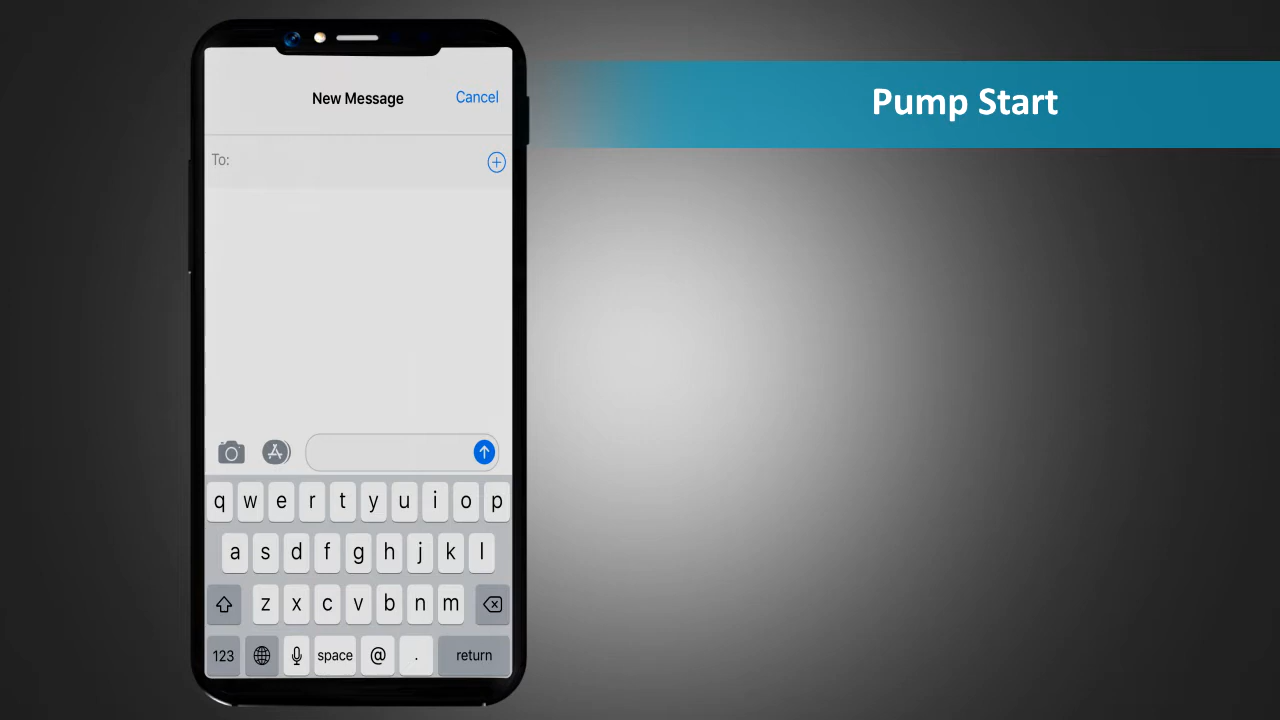 New Message
Cancel
Pump Start
To:
q w e r t y u i o p
a s d f g h j k l
z x c v b n m
123 space @ . return